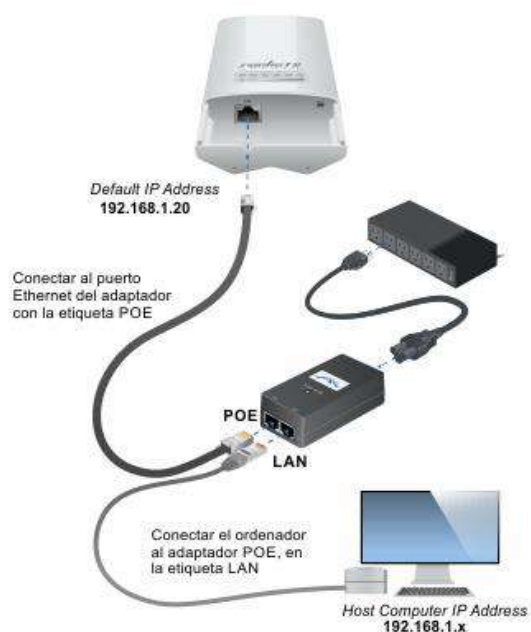 Default IP Address
192.168.1.20
Conectar al puerto
Ethernet del adaptador
con la etiqueta POE
POE
LAN
Conectar el ordenador
al adaptador POE, en
la etiqueta LAN
Host Computer IP Address
192.168.1.x